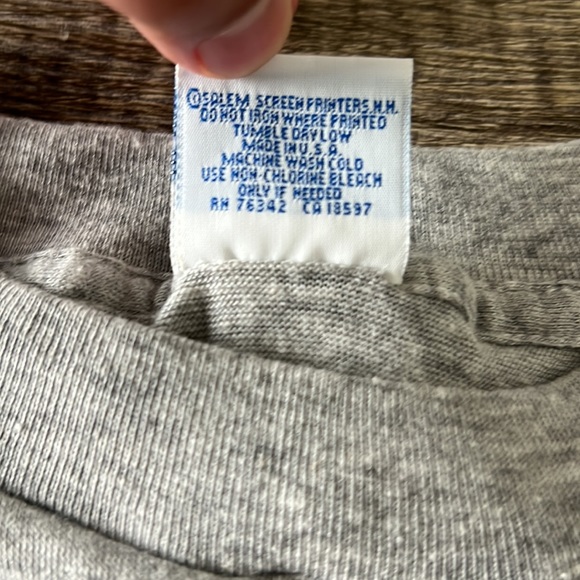 ©SALEM SCREEN PRINTERS, N.H.
DO NOT IRON WHERE PRINTED
TUMBLE DRY LOW
MADE IN U.S.A.
MACHINE WASH COLD
USE NON-CHLORINE BLEACH
ONLY IF NEEDED
RN 76342 CA 18597